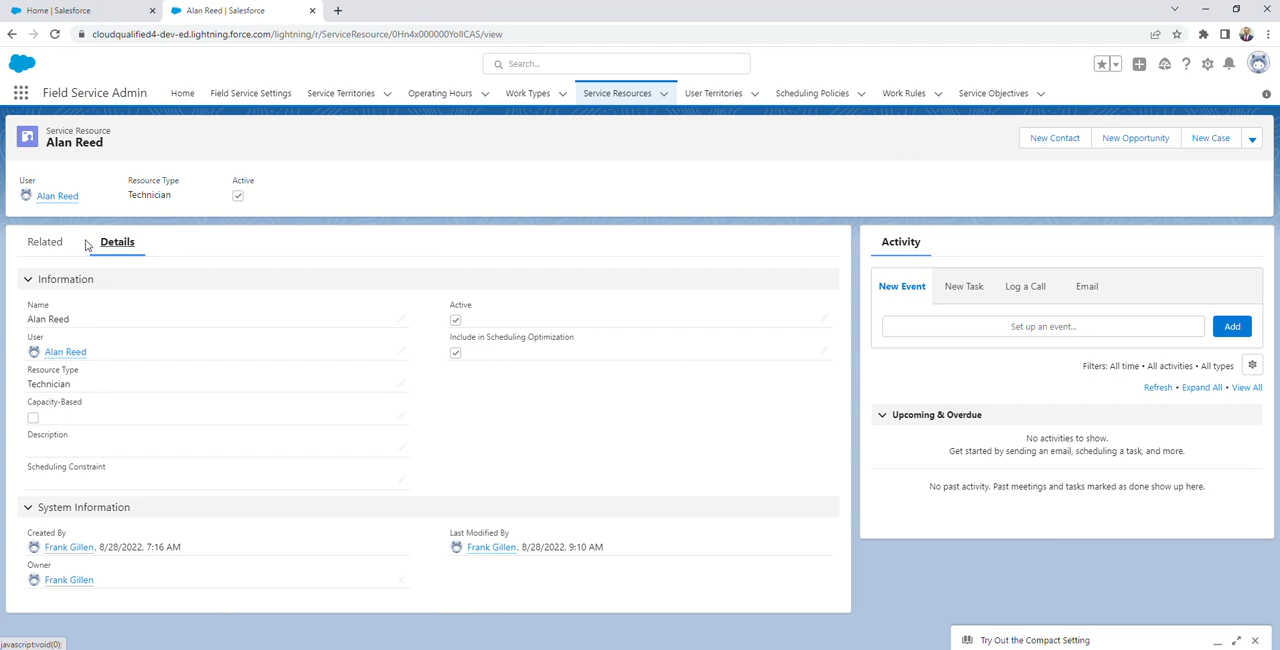 Home | Salesforce
Alan Reed | Salesforce
cloudqualified4-dev-ed.lightning.force.com/lightning/r/ServiceResource/0Hn4x000000YoIlCAS/view
Search...
Field Service Admin
Home
Field Service Settings
Service Territories
Operating Hours
Work Types
Service Resources
User Territories
Scheduling Policies
Work Rules
Service Objectives
Service Resource
Alan Reed
New Contact
New Opportunity
New Case
User
Resource Type
Active
Alan Reed
Technician
Related
Details
Information
Name
Alan Reed
Active
User
Alan Reed
Include in Scheduling Optimization
Resource Type
Technician
Capacity-Based
Description
Scheduling Constraint
System Information
Created By
Frank Gillen, 8/28/2022, 7:16 AM
Last Modified By
Frank Gillen, 8/28/2022, 9:10 AM
Owner
Frank Gillen
Activity
New Event
New Task
Log a Call
Email
Set up an event...
Add
Filters: All time • All activities • All types
Refresh • Expand All • View All
Upcoming & Overdue
No activities to show.
Get started by sending an email, scheduling a task, and more.
No past activity. Past meetings and tasks marked as done show up here.
javascript:void(0);
Try Out the Compact Setting